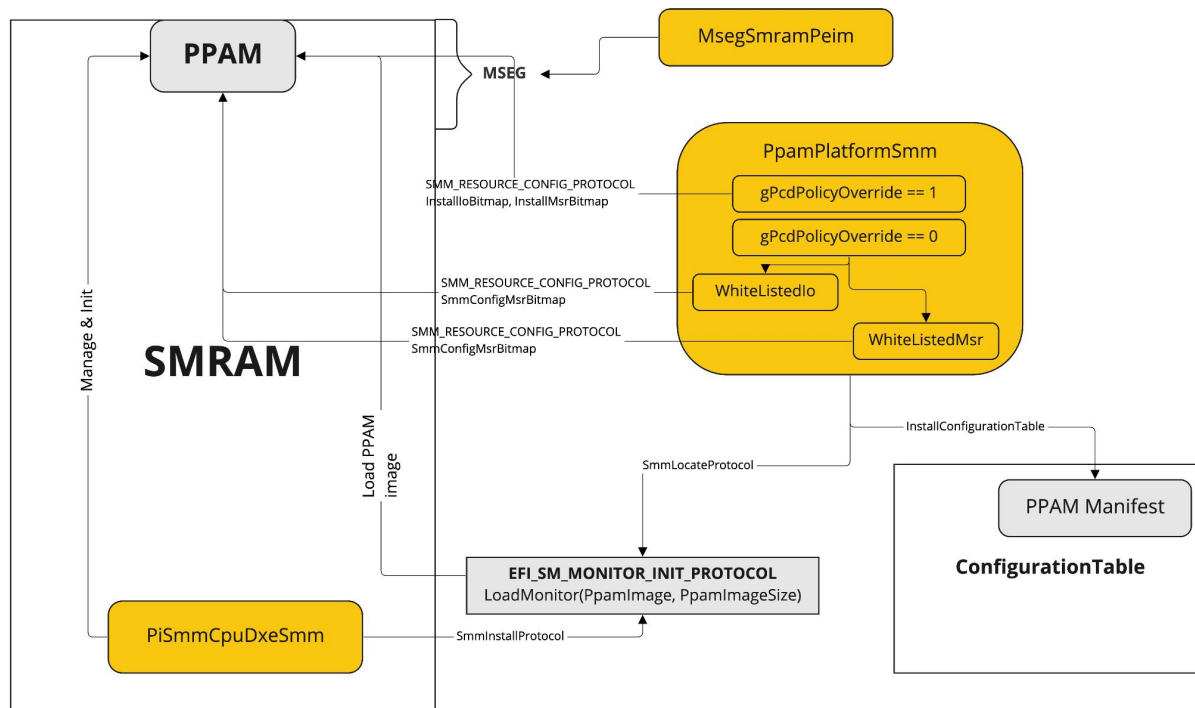 PPAM
MSEG
MsegSmramPeim
PpamPlatformSmm
SMM_RESOURCE_CONFIG_PROTOCOL
InstallIoBitmap, InstallMsrBitmap
gPcdPolicyOverride == 1
gPcdPolicyOverride == 0
SMM_RESOURCE_CONFIG_PROTOCOL
SmmConfigMsrBitmap
WhiteListedIo
SMM_RESOURCE_CONFIG_PROTOCOL
SmmConfigMsrBitmap
WhiteListedMsr
Manage & Init
SMRAM
Load PPAM
image
InstallConfigurationTable
SmmLocateProtocol
PPAM Manifest
ConfigurationTable
EFI_SM_MONITOR_INIT_PROTOCOL
LoadMonitor(PpamImage, PpamImageSize)
PiSmmCpuDxeSmm
SmmInstallProtocol